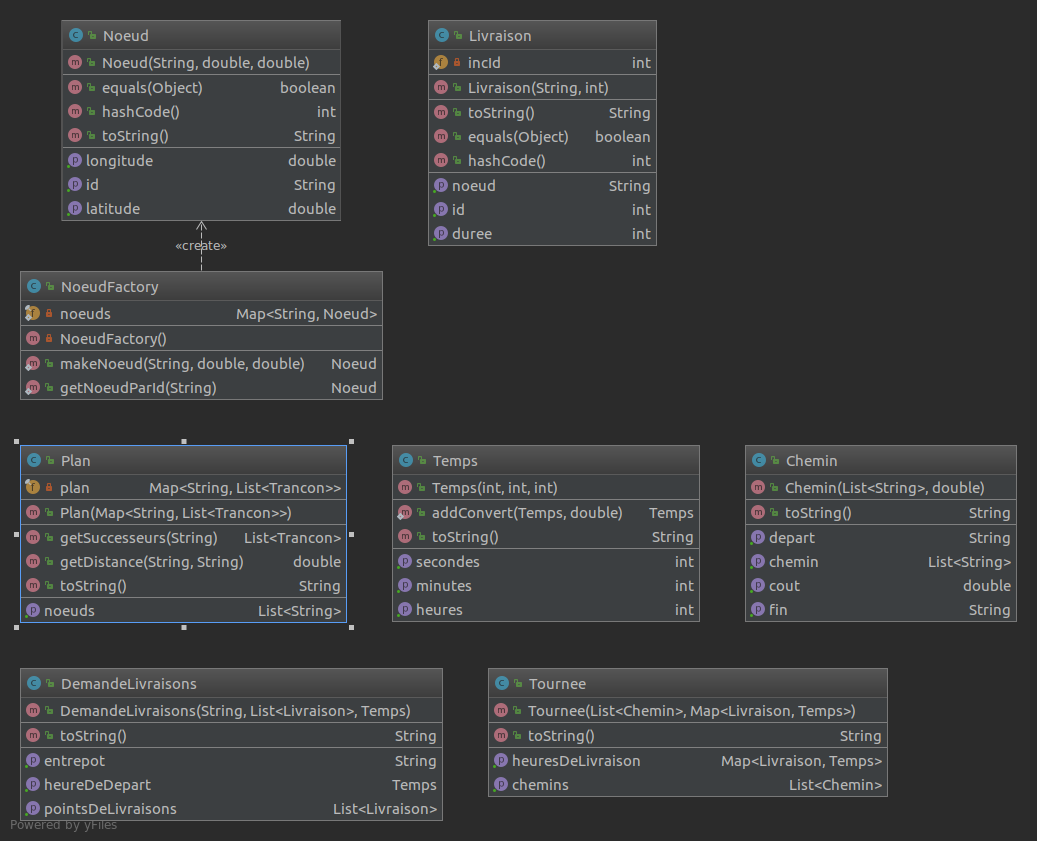 Noeud
Noeud(String, double, double)
equals(Object) boolean
hashCode() int
toString() String
longitude double
id String
latitude double
Livraison
incId int
Livraison(String, int)
toString() String
equals(Object) boolean
hashCode() int
noeud String
id int
duree int
«create»
NoeudFactory
noeuds Map<String, Noeud>
NoeudFactory()
makeNoeud(String, double, double) Noeud
getNoeudParId(String) Noeud
Plan
plan Map<String, List<Trancon>>
Plan(Map<String, List<Trancon>>)
getSuccesseurs(String) List<Trancon>
getDistance(String, String) double
toString() String
noeuds List<String>
Temps
Temps(int, int, int)
addConvert(Temps, double) Temps
toString() String
secondes int
minutes int
heures int
Chemin
Chemin(List<String>, double)
toString() String
depart String
chemin List<String>
cout double
fin String
DemandeLivraisons
DemandeLivraisons(String, List<Livraison>, Temps)
toString() String
entrepot String
heureDeDepart Temps
pointsDeLivraisons List<Livraison>
Tournee
Tournee(List<Chemin>, Map<Livraison, Temps>)
toString() String
heuresDeLivraison Map<Livraison, Temps>
chemins List<Chemin>
Powered by yFiles